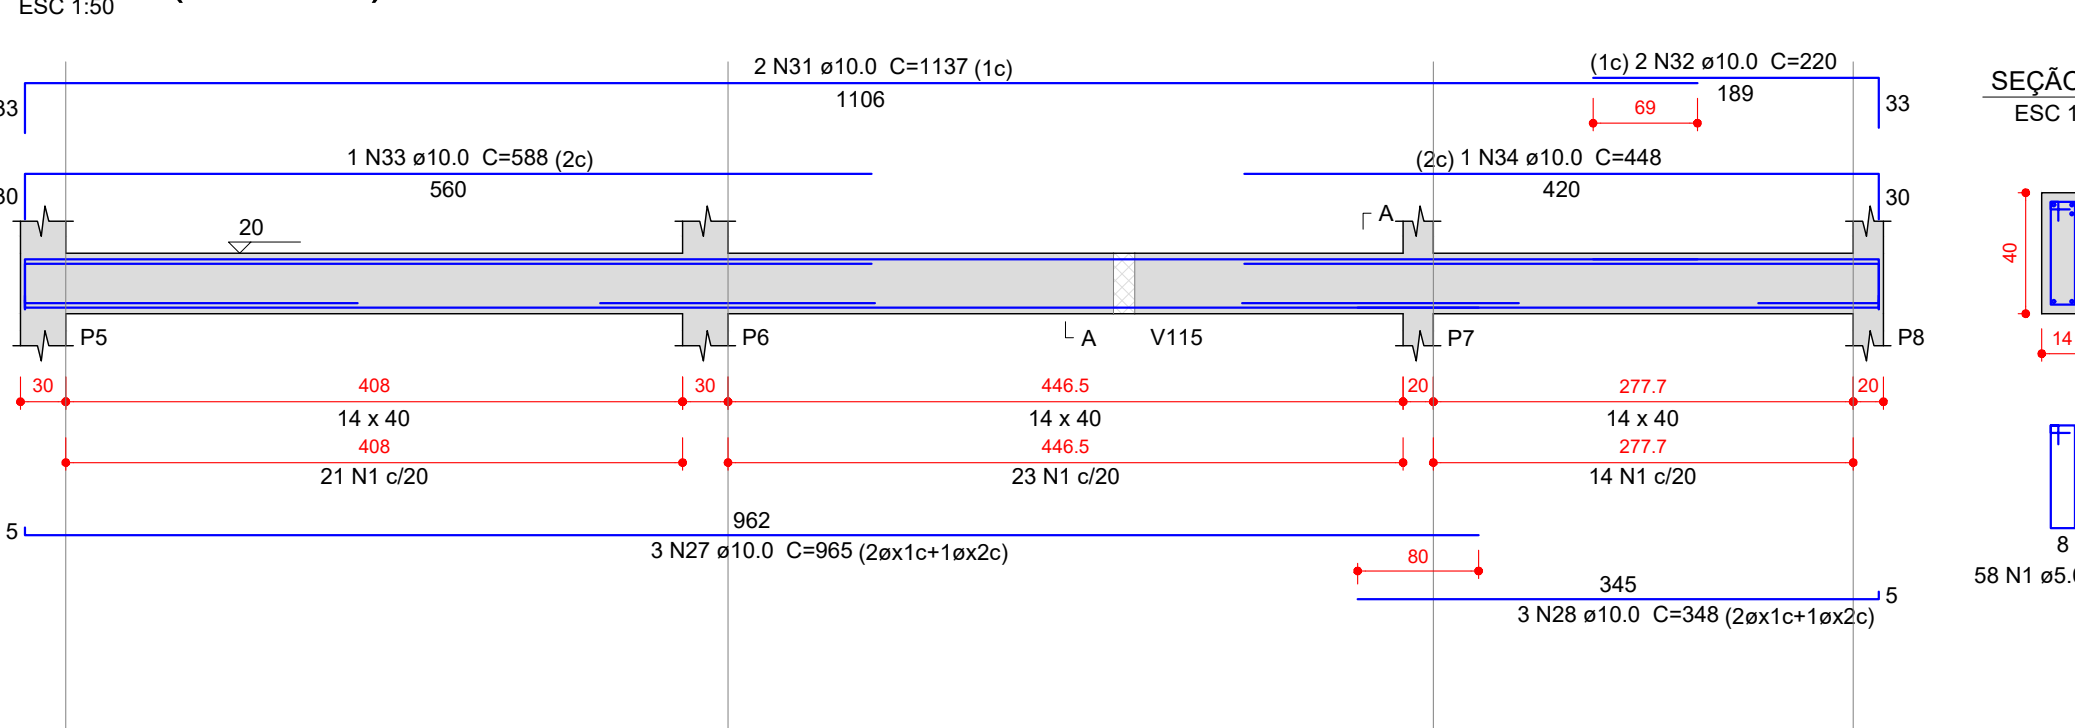 ESC 1:50
2 N31 ø10.0 C=1137 (1c)
1106
(1c) 2 N32 ø10.0 C=220
189
33
33
69
SEÇÃO
ESC 1
1 N33 ø10.0 C=588 (2c)
560
(2c) 1 N34 ø10.0 C=448
420
30
30
20
A
40
P5
P6
A
V115
P7
P8
14
30
408
30
446.5
20
277.7
20
14 x 40
14 x 40
14 x 40
408
446.5
277.7
21 N1 c/20
23 N1 c/20
14 N1 c/20
5
962
3 N27 ø10.0 C=965 (2øx1c+1øx2c)
80
8
58 N1 ø5.0
345
5
3 N28 ø10.0 C=348 (2øx1c+1øx2c)